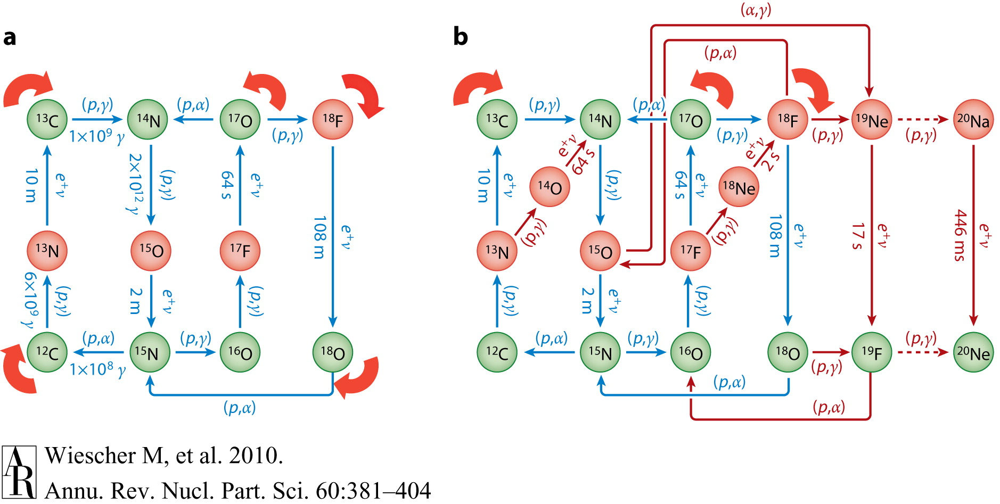 a
(p,γ)
(p,α)
¹³C
¹⁴N
¹⁷O
¹⁸F
1×10⁹ γ
(p,γ)
10 m
e⁺ν
2×10¹² γ
(p,γ)
64 s
e⁺ν
108 m
e⁺ν
¹³N
¹⁵O
¹⁷F
6×10⁹ γ
(p,γ)
2 m
e⁺ν
(p,γ)
(p,α)
(p,γ)
¹²C
¹⁵N
¹⁶O
¹⁸O
1×10⁸ γ
(p,α)
b
(α,γ)
(p,α)
(p,γ)
(p,α)
¹³C
¹⁴N
¹⁷O
¹⁸F
¹⁹Ne
²⁰Na
(p,γ)
(p,γ)
(p,γ)
e⁺ν
64 s
e⁺ν
2 s
10 m
e⁺ν
¹⁴O
(p,γ)
64 s
e⁺ν
¹⁸Ne
108 m
e⁺ν
17 s
e⁺ν
446 ms
e⁺ν
(p,γ)
(p,γ)
¹³N
¹⁵O
¹⁷F
(p,γ)
2 m
e⁺ν
(p,γ)
(p,α)
(p,γ)
(p,γ)
¹²C
¹⁵N
¹⁶O
¹⁸O
¹⁹F
²⁰Ne
(p,γ)
(p,α)
(p,α)
AR
Wiescher M, et al. 2010.
Annu. Rev. Nucl. Part. Sci. 60:381–404